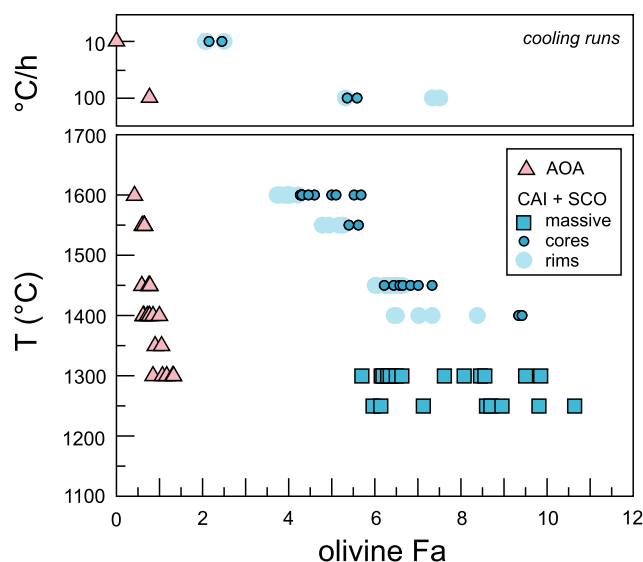 °C/h
10
100
cooling runs
T (°C)
1700
1600
1500
1400
1300
1200
1100
AOA
CAI + SCO
massive
cores
rims
0 2 4 6 8 10 12
olivine Fa